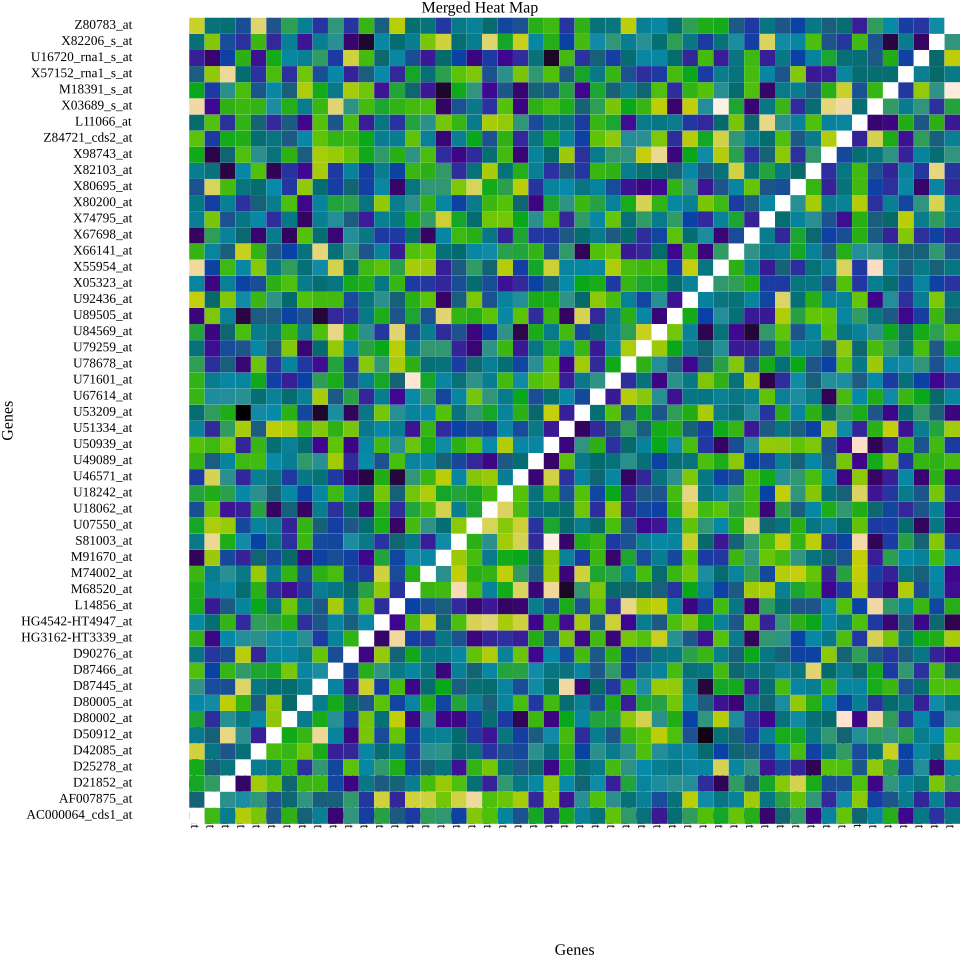 Merged Heat Map
Z80783_at
X82206_s_at
U16720_rna1_s_at
X57152_rna1_s_at
M18391_s_at
X03689_s_at
L11066_at
Z84721_cds2_at
X98743_at
X82103_at
X80695_at
X80200_at
X74795_at
X67698_at
X66141_at
X55954_at
X05323_at
U92436_at
U89505_at
U84569_at
U79259_at
U78678_at
U71601_at
U67614_at
U53209_at
U51334_at
U50939_at
U49089_at
U46571_at
U18242_at
U18062_at
U07550_at
S81003_at
M91670_at
M74002_at
M68520_at
L14856_at
HG4542-HT4947_at
HG3162-HT3339_at
D90276_at
D87466_at
D87445_at
D80005_at
D80002_at
D50912_at
D42085_at
D25278_at
D21852_at
AF007875_at
AC000064_cds1_at
Genes
Genes